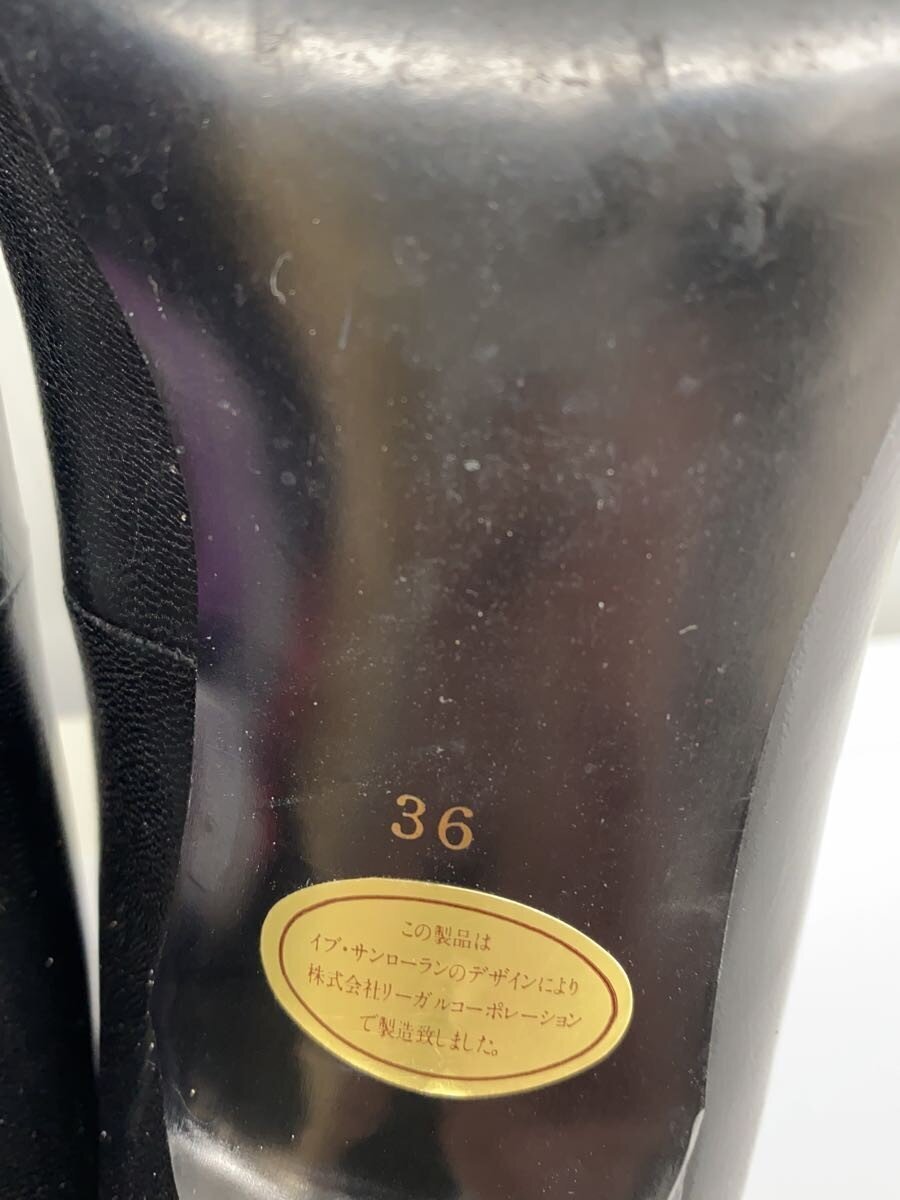 36
この製品は
イブ・サンローランのデザインにより
株式会社リーガルコーポレーション
で製造致しました。